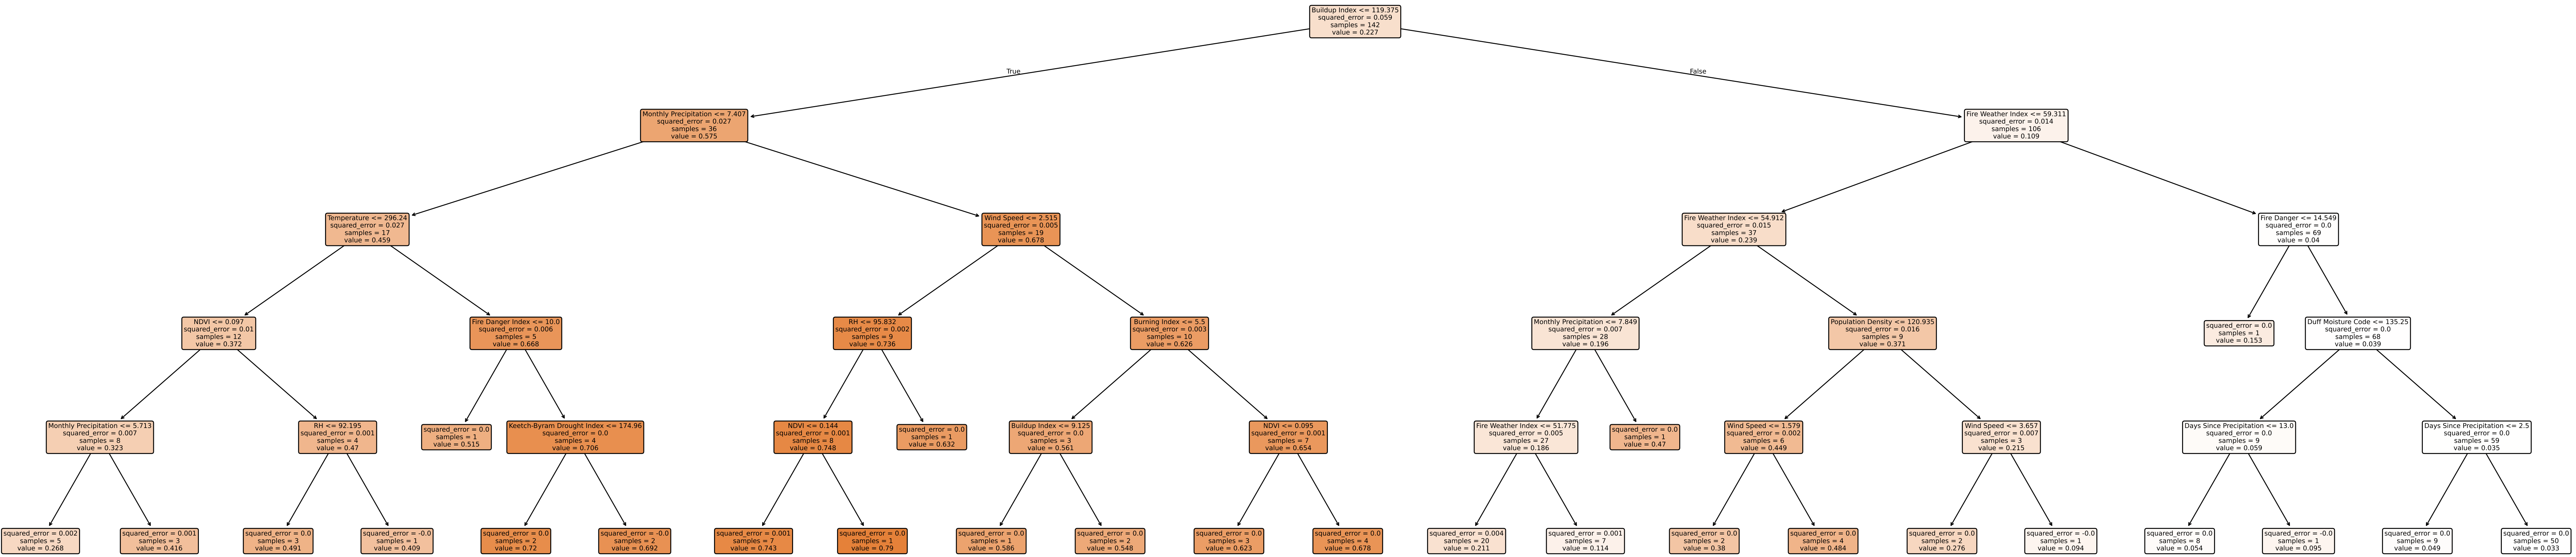 Buildup Index <= 119.375
squared_error = 0.059
samples = 142
value = 0.227
True
False
Monthly Precipitation <= 7.407
squared_error = 0.027
samples = 36
value = 0.575
Fire Weather Index <= 59.311
squared_error = 0.014
samples = 106
value = 0.109
Temperature <= 296.24
squared_error = 0.027
samples = 17
value = 0.459
Wind Speed <= 2.515
squared_error = 0.005
samples = 19
value = 0.678
Fire Weather Index <= 54.912
squared_error = 0.015
samples = 37
value = 0.239
Fire Danger <= 14.549
squared_error = 0.0
samples = 69
value = 0.04
NDVI <= 0.097
squared_error = 0.01
samples = 12
value = 0.372
Fire Danger Index <= 10.0
squared_error = 0.006
samples = 5
value = 0.668
RH <= 95.832
squared_error = 0.002
samples = 9
value = 0.736
Burning Index <= 5.5
squared_error = 0.003
samples = 10
value = 0.626
Monthly Precipitation <= 7.849
squared_error = 0.007
samples = 28
value = 0.196
Population Density <= 120.935
squared_error = 0.016
samples = 9
value = 0.371
squared_error = 0.0
samples = 1
value = 0.153
Duff Moisture Code <= 135.25
squared_error = 0.0
samples = 68
value = 0.039
Monthly Precipitation <= 5.713
squared_error = 0.007
samples = 8
value = 0.323
RH <= 92.195
squared_error = 0.001
samples = 4
value = 0.47
squared_error = 0.0
samples = 1
value = 0.515
Keetch-Byram Drought Index <= 174.96
squared_error = 0.0
samples = 4
value = 0.706
NDVI <= 0.144
squared_error = 0.001
samples = 8
value = 0.748
squared_error = 0.0
samples = 1
value = 0.632
Buildup Index <= 9.125
squared_error = 0.0
samples = 3
value = 0.561
NDVI <= 0.095
squared_error = 0.001
samples = 7
value = 0.654
Fire Weather Index <= 51.775
squared_error = 0.005
samples = 27
value = 0.186
squared_error = 0.0
samples = 1
value = 0.47
Wind Speed <= 1.579
squared_error = 0.002
samples = 6
value = 0.449
Wind Speed <= 3.657
squared_error = 0.007
samples = 3
value = 0.215
Days Since Precipitation <= 13.0
squared_error = 0.0
samples = 9
value = 0.059
Days Since Precipitation <= 2.5
squared_error = 0.0
samples = 59
value = 0.035
squared_error = 0.002
samples = 5
value = 0.268
squared_error = 0.001
samples = 3
value = 0.416
squared_error = 0.0
samples = 3
value = 0.491
squared_error = -0.0
samples = 1
value = 0.409
squared_error = 0.0
samples = 2
value = 0.72
squared_error = -0.0
samples = 2
value = 0.692
squared_error = 0.001
samples = 7
value = 0.743
squared_error = 0.0
samples = 1
value = 0.79
squared_error = 0.0
samples = 1
value = 0.586
squared_error = 0.0
samples = 2
value = 0.548
squared_error = 0.0
samples = 3
value = 0.623
squared_error = 0.0
samples = 4
value = 0.678
squared_error = 0.004
samples = 20
value = 0.211
squared_error = 0.001
samples = 7
value = 0.114
squared_error = 0.0
samples = 2
value = 0.38
squared_error = 0.0
samples = 4
value = 0.484
squared_error = 0.0
samples = 2
value = 0.276
squared_error = -0.0
samples = 1
value = 0.094
squared_error = 0.0
samples = 8
value = 0.054
squared_error = -0.0
samples = 1
value = 0.095
squared_error = 0.0
samples = 9
value = 0.049
squared_error = 0.0
samples = 50
value = 0.033